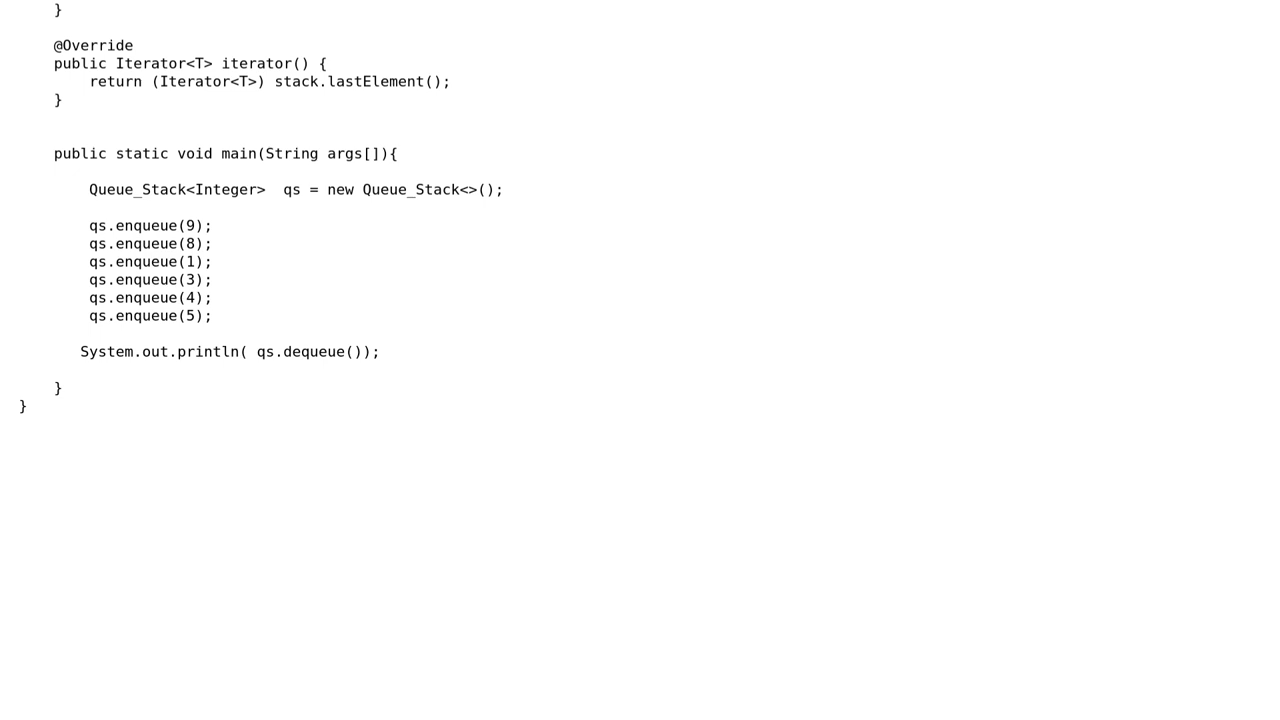 }
@Override
public Iterator<T> iterator() {
return (Iterator<T>) stack.lastElement();
}
public static void main(String args[]){
Queue_Stack<Integer>  qs = new Queue_Stack<>();
qs.enqueue(9);
qs.enqueue(8);
qs.enqueue(1);
qs.enqueue(3);
qs.enqueue(4);
qs.enqueue(5);
System.out.println( qs.dequeue());
}
}